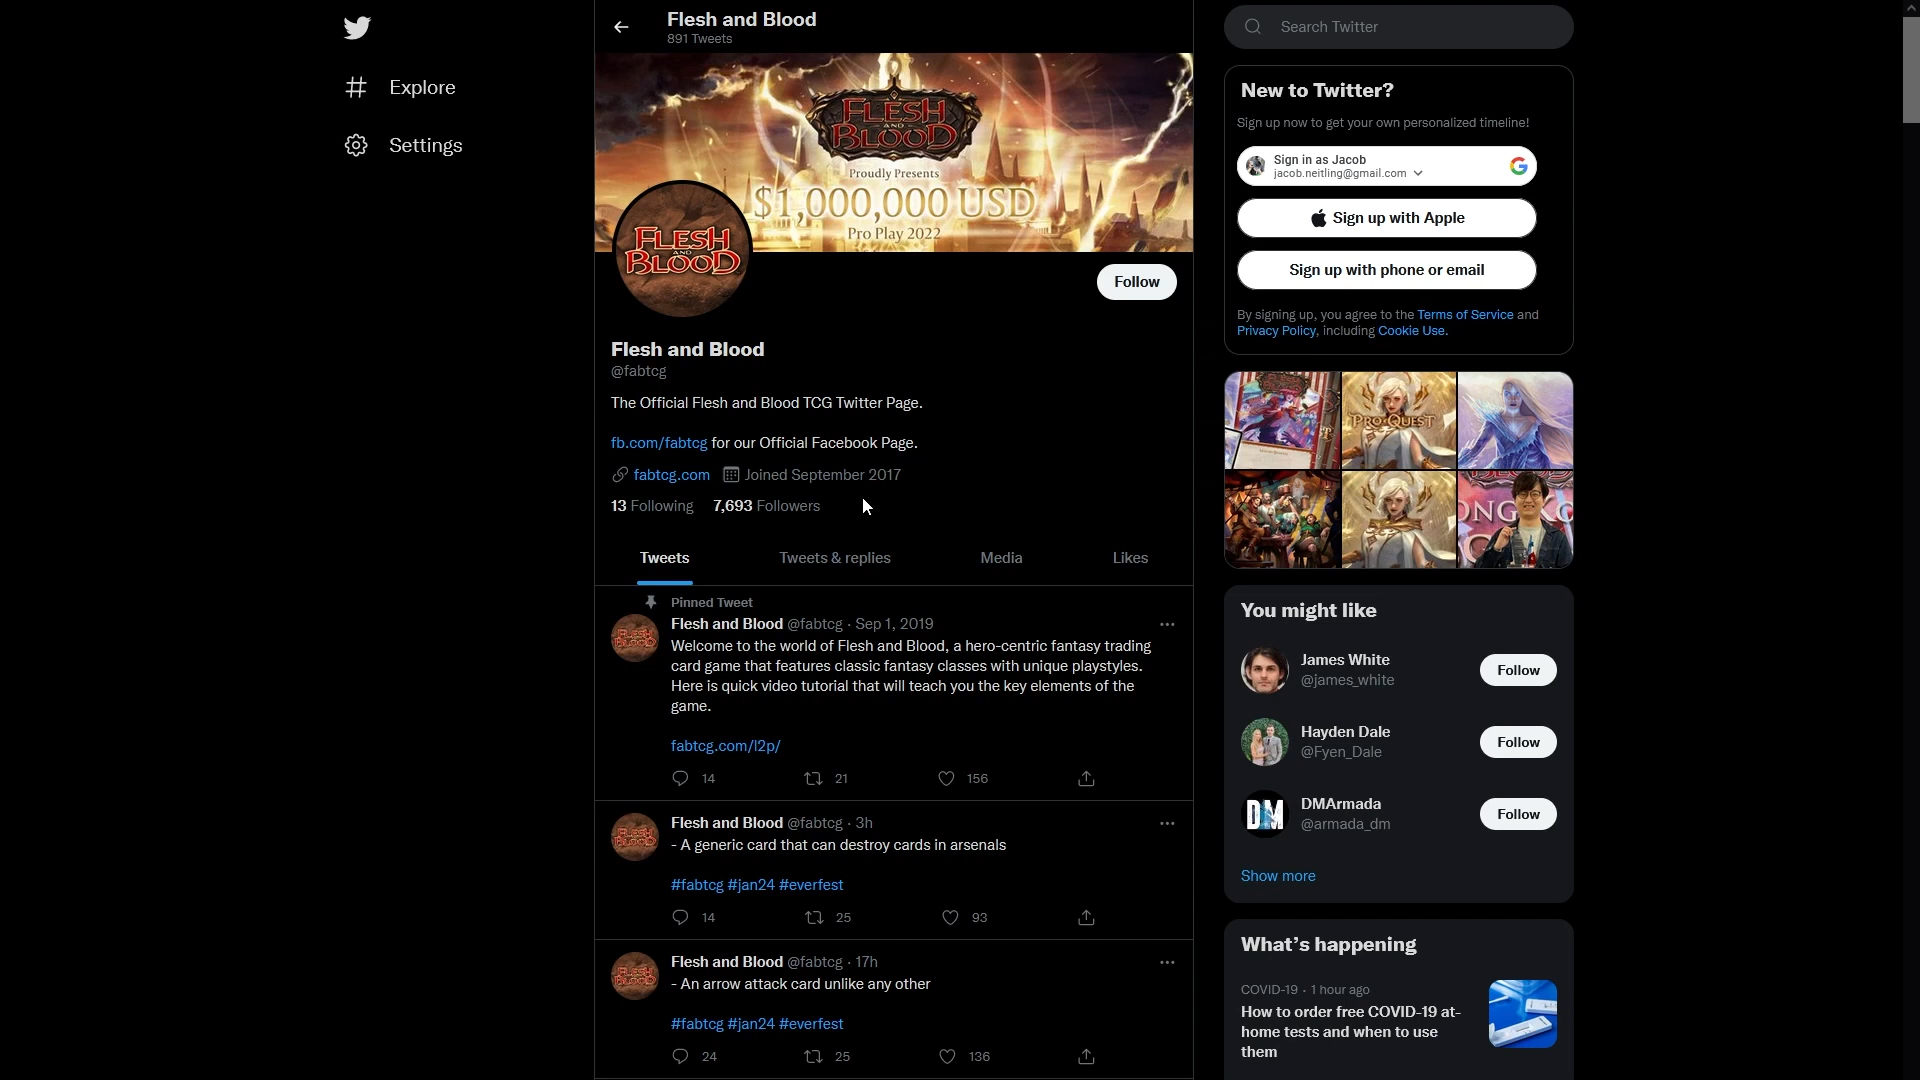 Explore
Settings
Flesh and Blood
891 Tweets
FLESH
AND
BLOOD
Proudly Presents
$1,000,000 USD
Pro Play 2022
FLESH
AND
BLOOD
Follow
Flesh and Blood
@fabtcg
The Official Flesh and Blood TCG Twitter Page.
fb.com/fabtcg for our Official Facebook Page.
fabtcg.com Joined September 2017
13 Following 7,693 Followers
Tweets Tweets & replies Media Likes
Pinned Tweet
Flesh and Blood @fabtcg · Sep 1, 2019
Welcome to the world of Flesh and Blood, a hero-centric fantasy trading
card game that features classic fantasy classes with unique playstyles.
Here is quick video tutorial that will teach you the key elements of the
game.
fabtcg.com/l2p/
14 21 156
Flesh and Blood @fabtcg · 3h
- A generic card that can destroy cards in arsenals
#fabtcg #jan24 #everfest
14 25 93
Flesh and Blood @fabtcg · 17h
- An arrow attack card unlike any other
#fabtcg #jan24 #everfest
24 25 136
Search Twitter
New to Twitter?
Sign up now to get your own personalized timeline!
Sign in as Jacob
jacob.neitling@gmail.com
Sign up with Apple
Sign up with phone or email
By signing up, you agree to the Terms of Service and
Privacy Policy, including Cookie Use.
PRO QUEST
You might like
James White
@james_white
Follow
Hayden Dale
@Fyen_Dale
Follow
DM
DMArmada
@armada_dm
Follow
Show more
What's happening
COVID-19 · 1 hour ago
How to order free COVID-19 at-
home tests and when to use
them